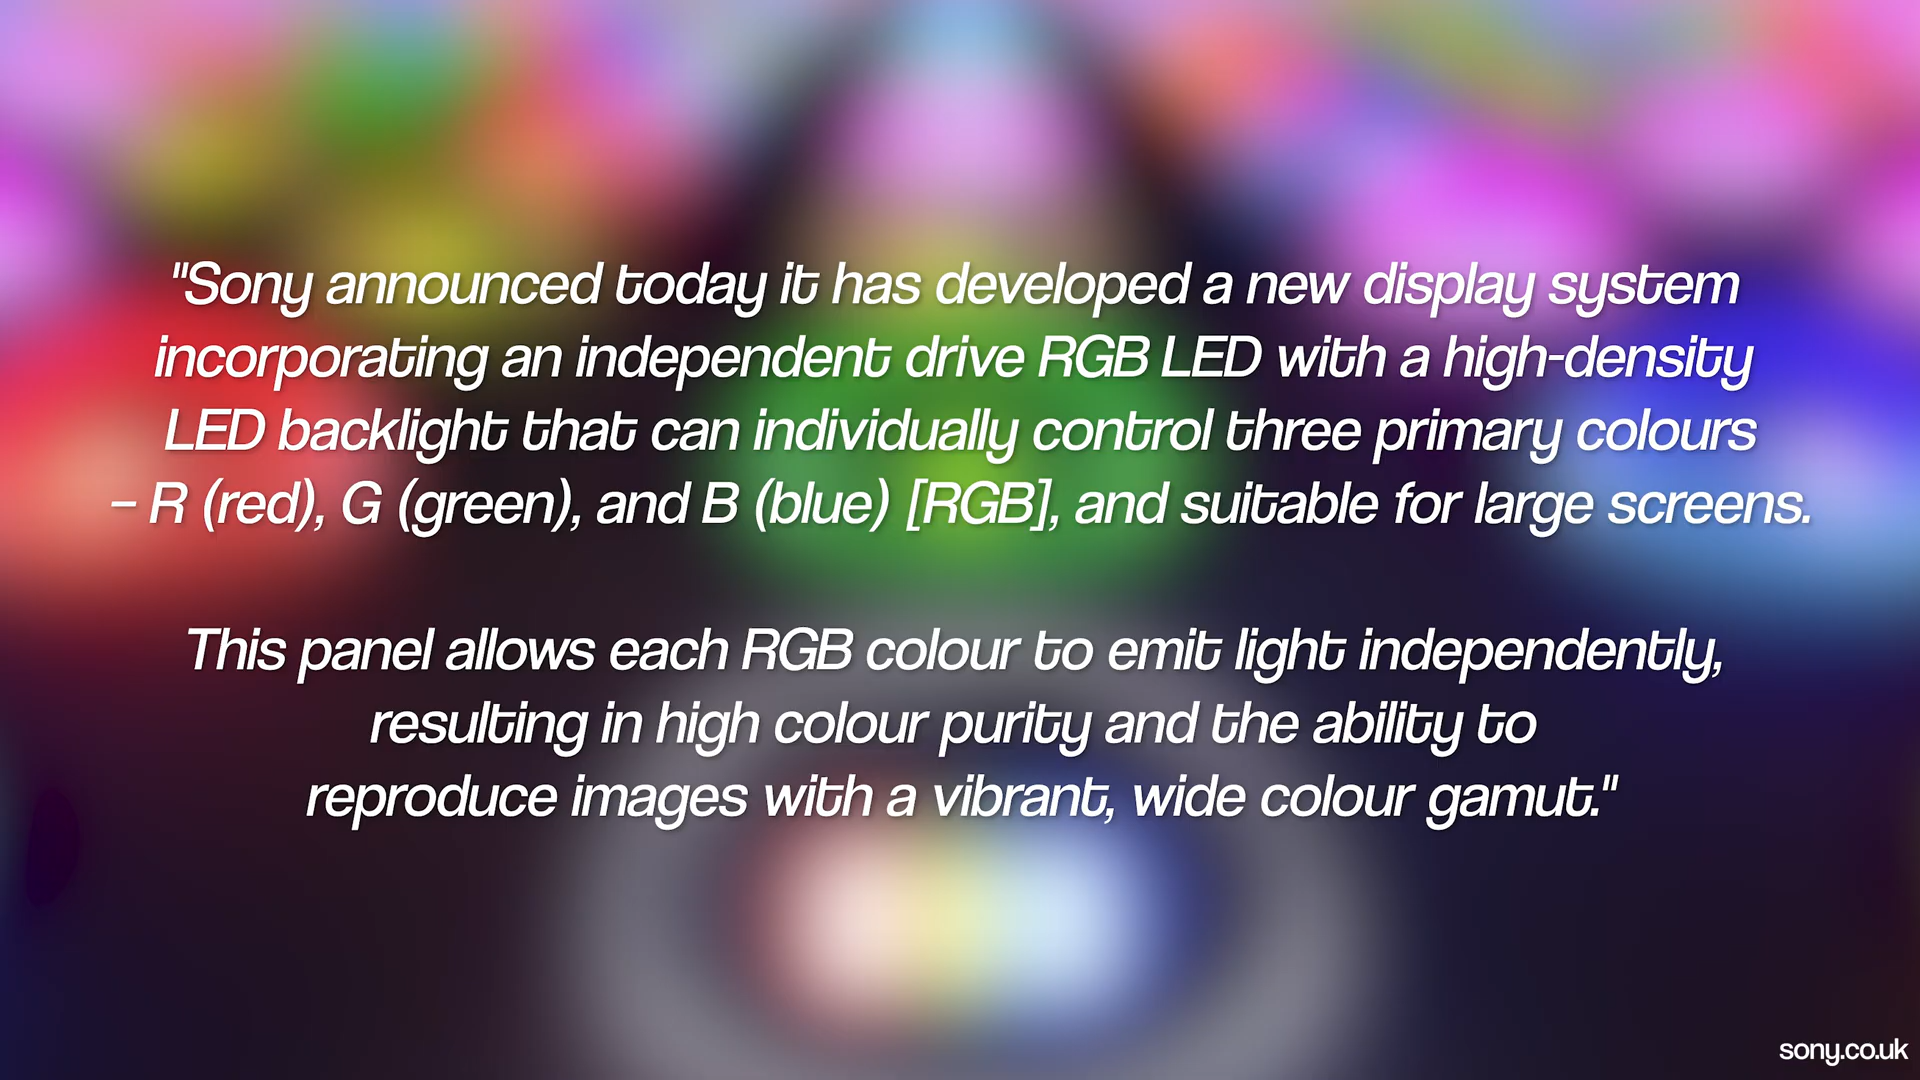 "Sony announced today it has developed a new display system
incorporating an independent drive RGB LED with a high-density
LED backlight that can individually control three primary colours
– R (red), G (green), and B (blue) [RGB], and suitable for large screens.
This panel allows each RGB colour to emit light independently,
resulting in high colour purity and the ability to
reproduce images with a vibrant, wide colour gamut."
sony.co.uk